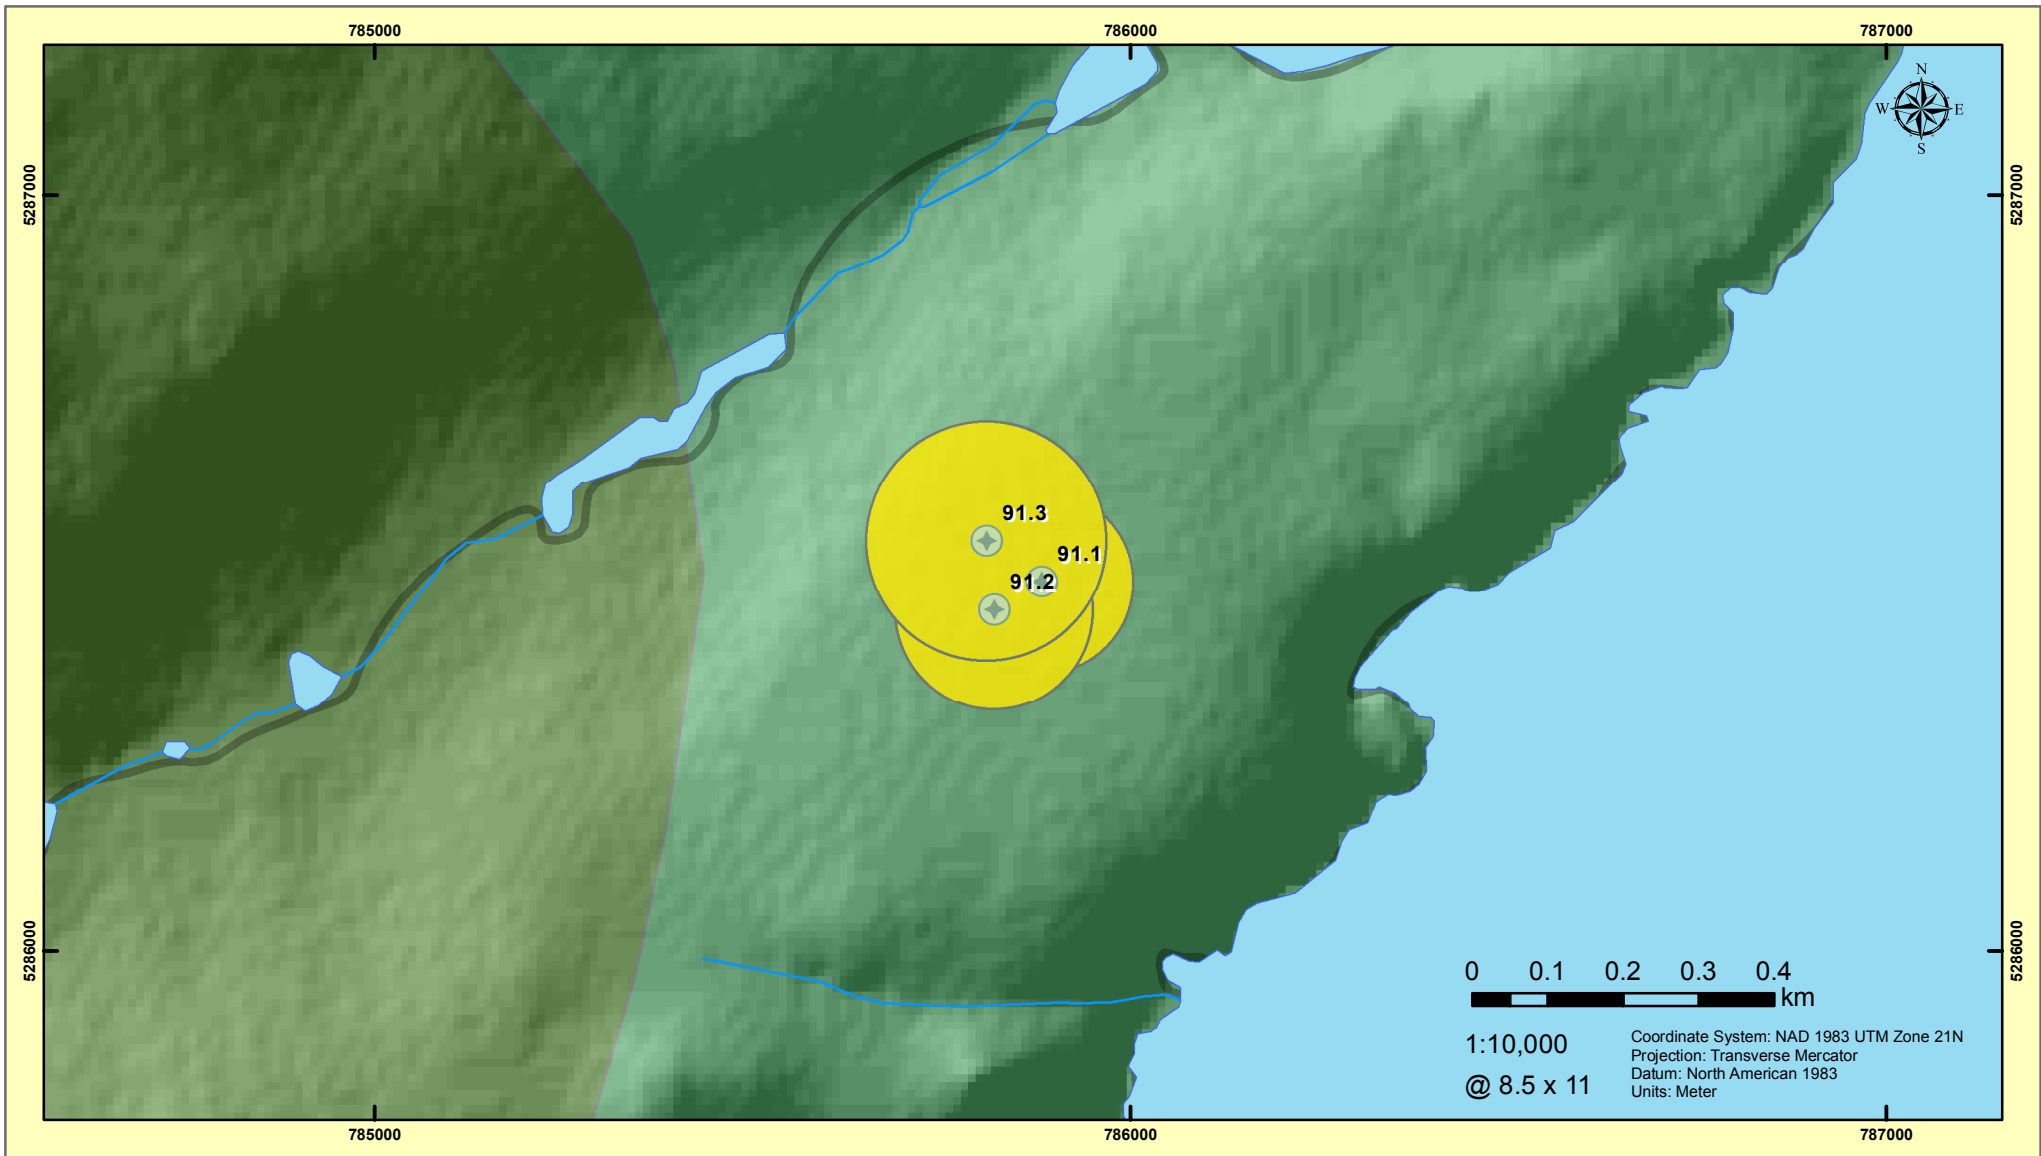 785000 786000 787000
N
W E
S
5287000 5287000
91.3
91.1
91.2
5286000 5286000
0 0.1 0.2 0.3 0.4
km
1:10,000
@ 8.5 x 11
Coordinate System: NAD 1983 UTM Zone 21N
Projection: Transverse Mercator
Datum: North American 1983
Units: Meter
785000 786000 787000